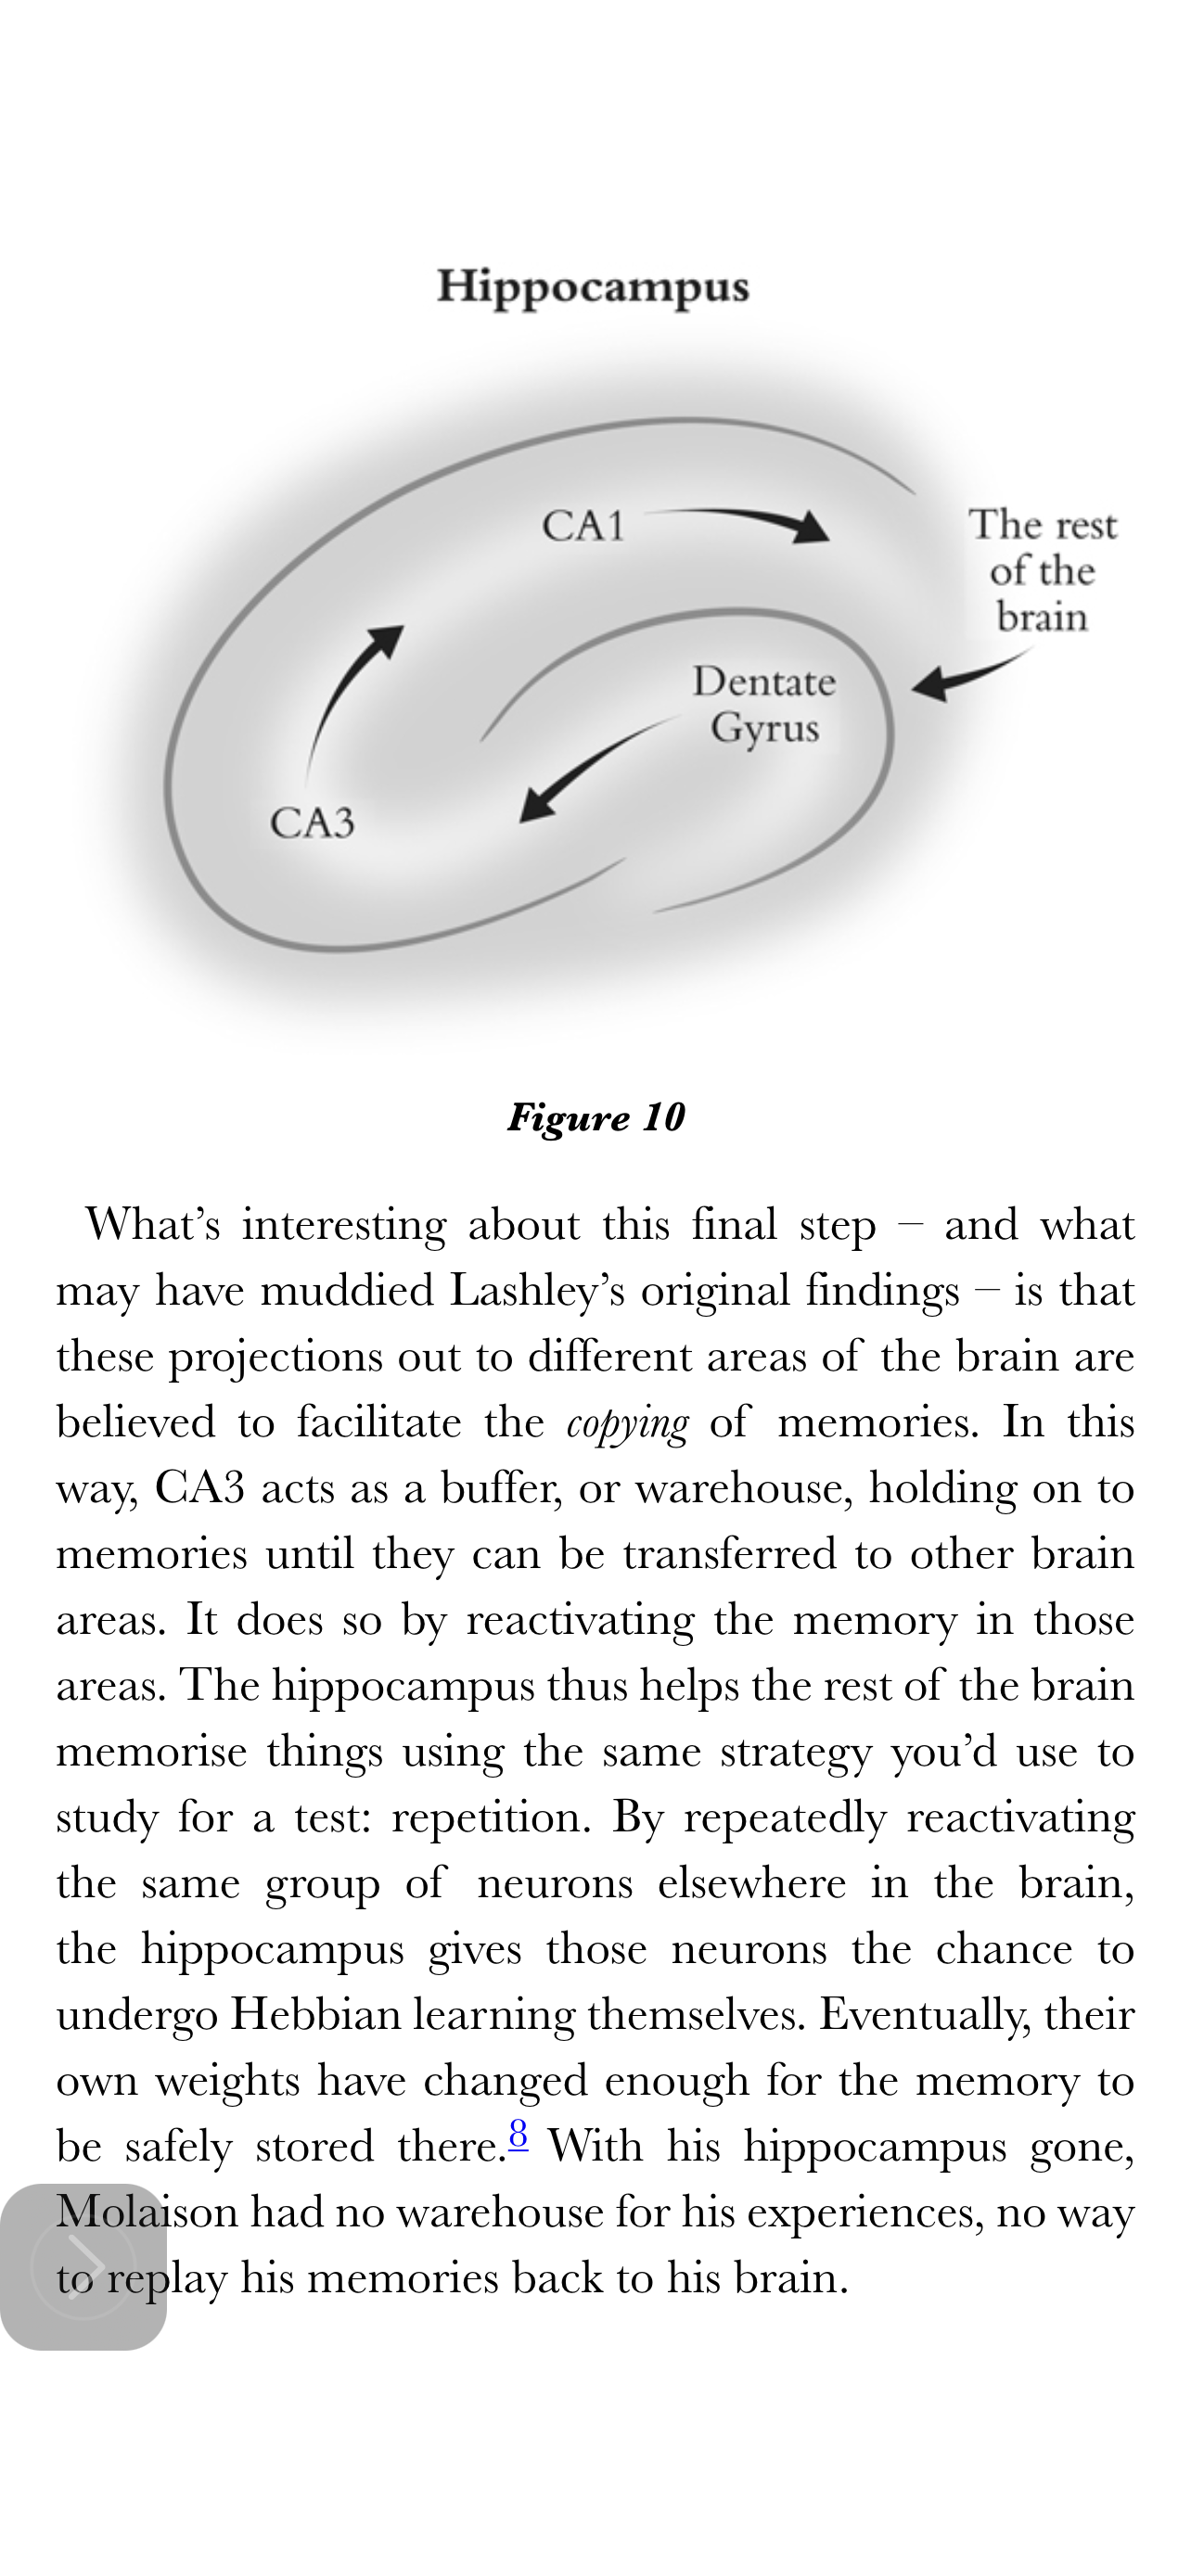 Hippocampus
CA1
The rest
of the
brain
Dentate
Gyrus
CA3
Figure 10
What’s interesting about this final step – and what
may have muddied Lashley’s original findings – is that
these projections out to different areas of the brain are
believed to facilitate the copying of memories. In this
way, CA3 acts as a buffer, or warehouse, holding on to
memories until they can be transferred to other brain
areas. It does so by reactivating the memory in those
areas. The hippocampus thus helps the rest of the brain
memorise things using the same strategy you’d use to
study for a test: repetition. By repeatedly reactivating
the same group of neurons elsewhere in the brain,
the hippocampus gives those neurons the chance to
undergo Hebbian learning themselves. Eventually, their
own weights have changed enough for the memory to
be safely stored there.8 With his hippocampus gone,
Molaison had no warehouse for his experiences, no way
to replay his memories back to his brain.